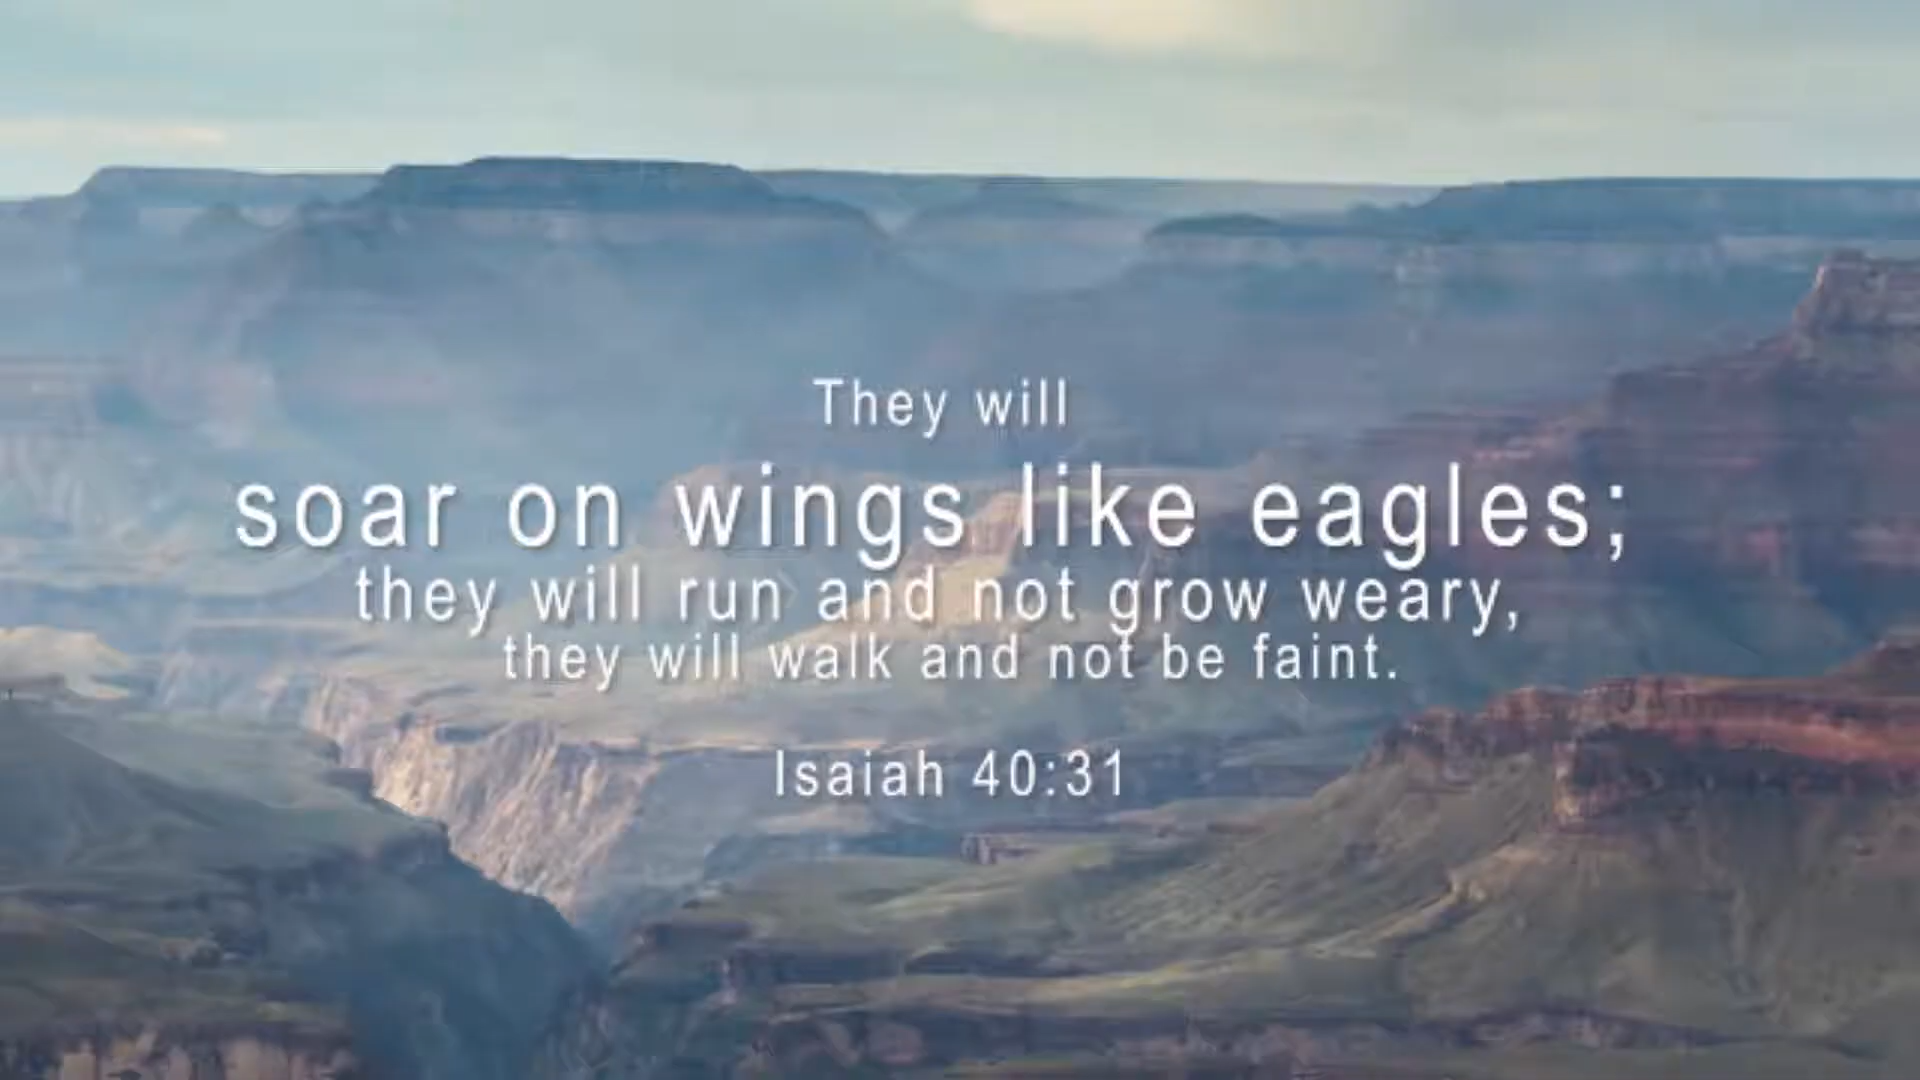 They will
soar on wings like eagles;
they will run and not grow weary,
they will walk and not be faint.
Isaiah 40:31